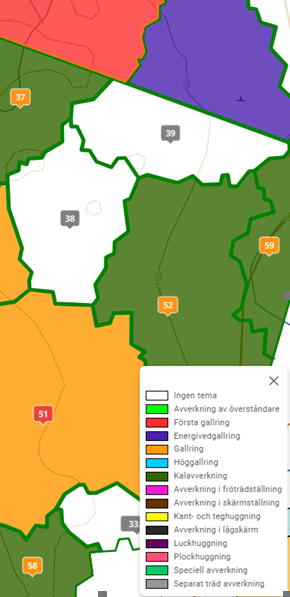 37
39
38
59
52
51
33
58
Ingen tema
Avverkning av överståndare
Första gallring
Energivedgallring
Gallring
Höggallring
Kalavverkning
Avverkning i fröträdställning
Avverkning i skärmställning
Kant- och teghuggning
Avverkning i lågskärm
Luckhuggning
Plockhuggning
Speciell avverkning
Separat träd avverkning